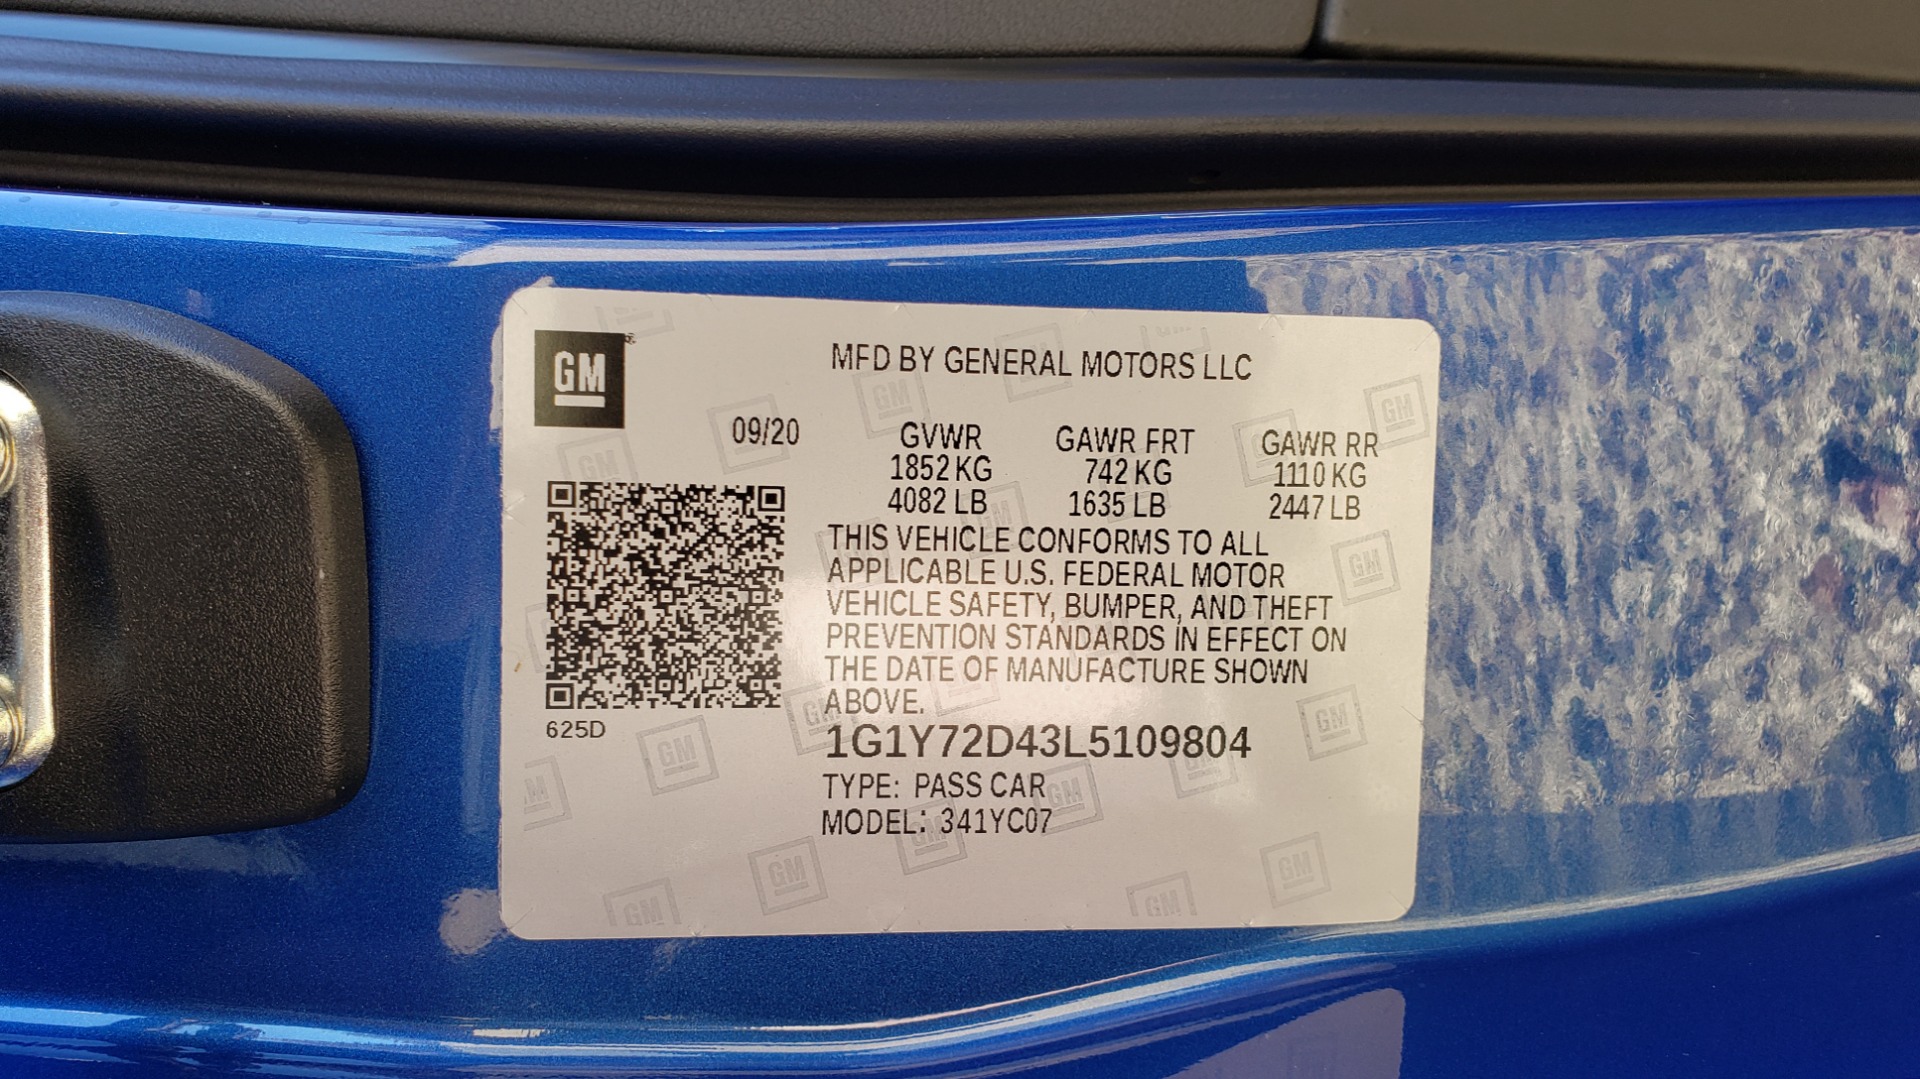 GM
MFD BY GENERAL MOTORS LLC
09/20
GVWR GAWR FRT GAWR RR
1852 KG 742 KG 1110 KG
4082 LB 1635 LB 2447 LB
THIS VEHICLE CONFORMS TO ALL
APPLICABLE U.S. FEDERAL MOTOR
VEHICLE SAFETY, BUMPER, AND THEFT
PREVENTION STANDARDS IN EFFECT ON
THE DATE OF MANUFACTURE SHOWN
ABOVE.
625D
1G1Y72D43L5109804
TYPE: PASS CAR
MODEL: 341YC07